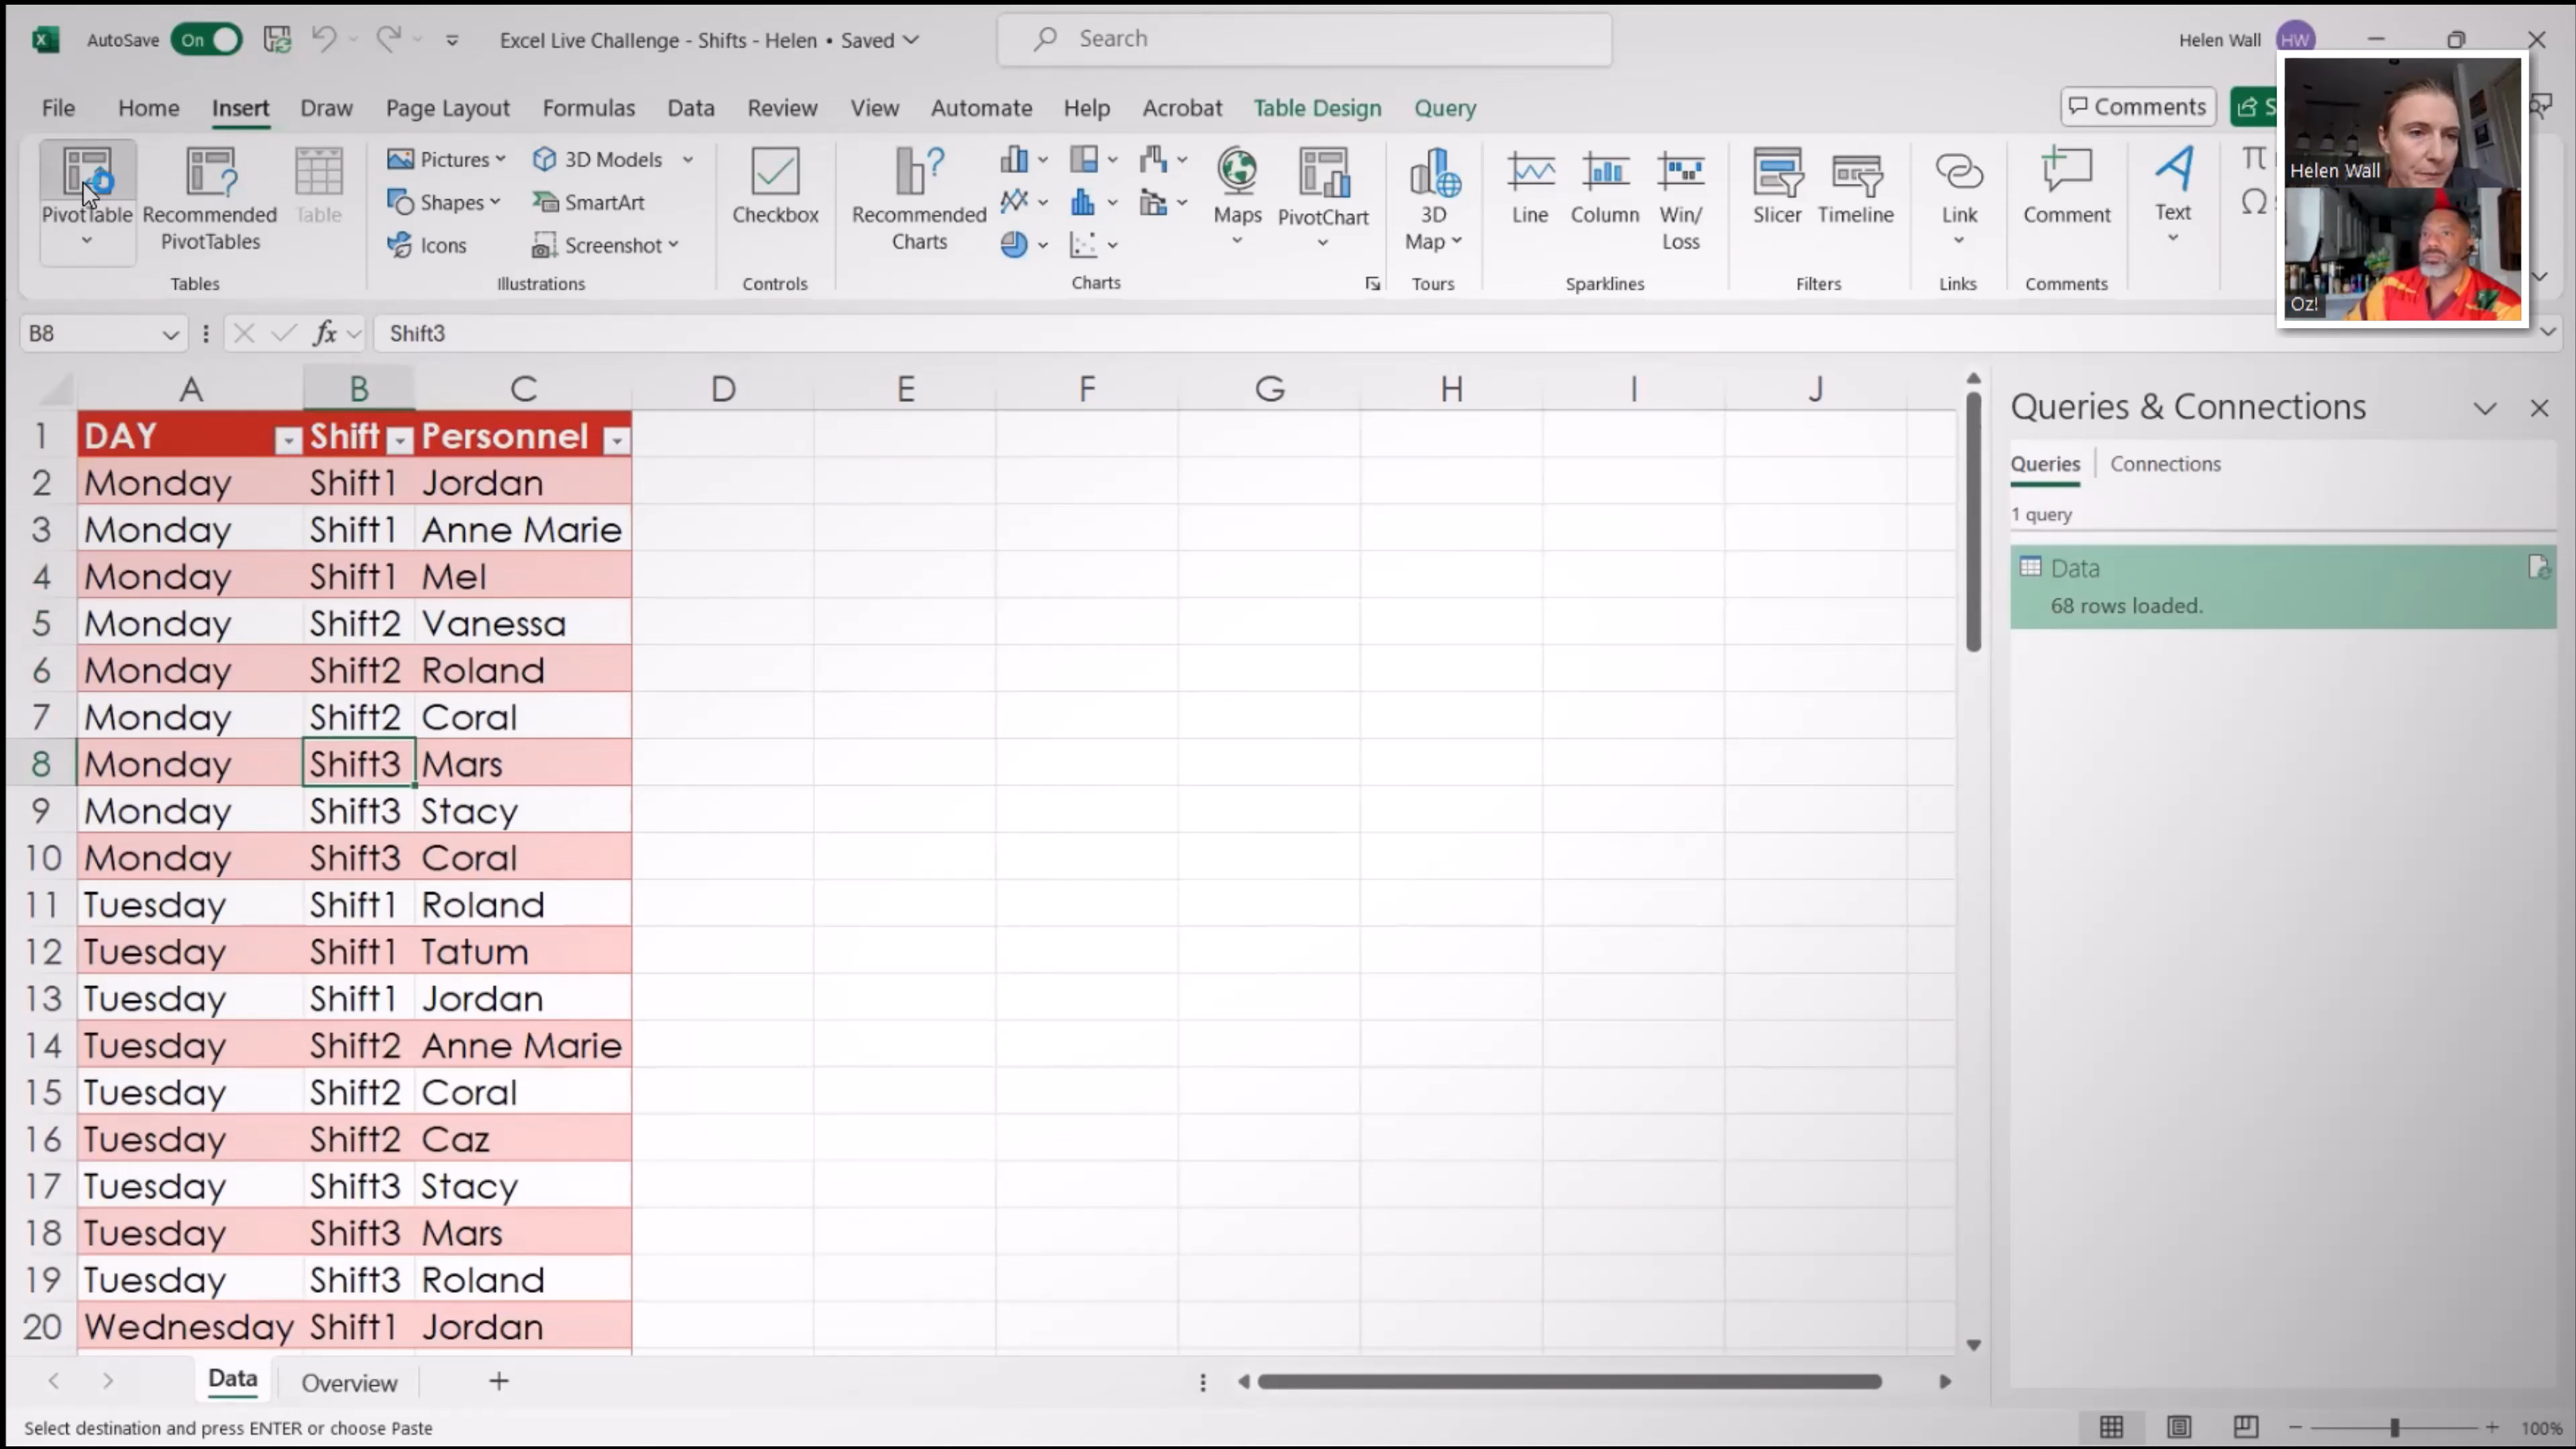 AutoSave On Excel Live Challenge - Shifts - Helen • Saved Search Helen Wall HW
File Home Insert Draw Page Layout Formulas Data Review View Automate Help Acrobat Table Design Query Comments S
PivotTable
Recommended PivotTables
Table
Tables
Pictures
Shapes
Icons
3D Models
SmartArt
Screenshot
Illustrations
Checkbox
Controls
Recommended Charts
Maps
PivotChart
Charts
3D Map
Tours
Line
Column
Win/Loss
Sparklines
Slicer
Timeline
Filters
Link
Links
Comment
Comments
Text
π
Ω
Helen Wall
Oz!
B8 fx Shift3
A B C D E F G H I J
1 DAY Shift Personnel
2 Monday Shift1 Jordan
3 Monday Shift1 Anne Marie
4 Monday Shift1 Mel
5 Monday Shift2 Vanessa
6 Monday Shift2 Roland
7 Monday Shift2 Coral
8 Monday Shift3 Mars
9 Monday Shift3 Stacy
10 Monday Shift3 Coral
11 Tuesday Shift1 Roland
12 Tuesday Shift1 Tatum
13 Tuesday Shift1 Jordan
14 Tuesday Shift2 Anne Marie
15 Tuesday Shift2 Coral
16 Tuesday Shift2 Caz
17 Tuesday Shift3 Stacy
18 Tuesday Shift3 Mars
19 Tuesday Shift3 Roland
20 Wednesday Shift1 Jordan
Queries & Connections
Queries Connections
1 query
Data
68 rows loaded.
Data Overview
Select destination and press ENTER or choose Paste
100%